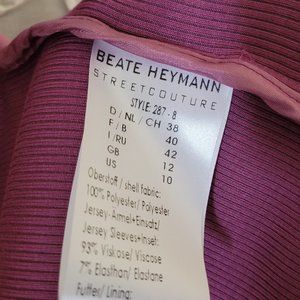 BEATE HEYMANN
STREETCOUTURE
STYLE: 287 - 8
D / NL / CH 38
F / B 40
I / RU 42
GB 12
US 10
Oberstoff / shell fabric:
100% Polyester/ Polyester
Jersey-Ärmel+Einsatz/
Jersey Sleeves+Inset:
93% Viskose/ Viscose
7% Elasthan/ Elastane
Futter/ Lining: